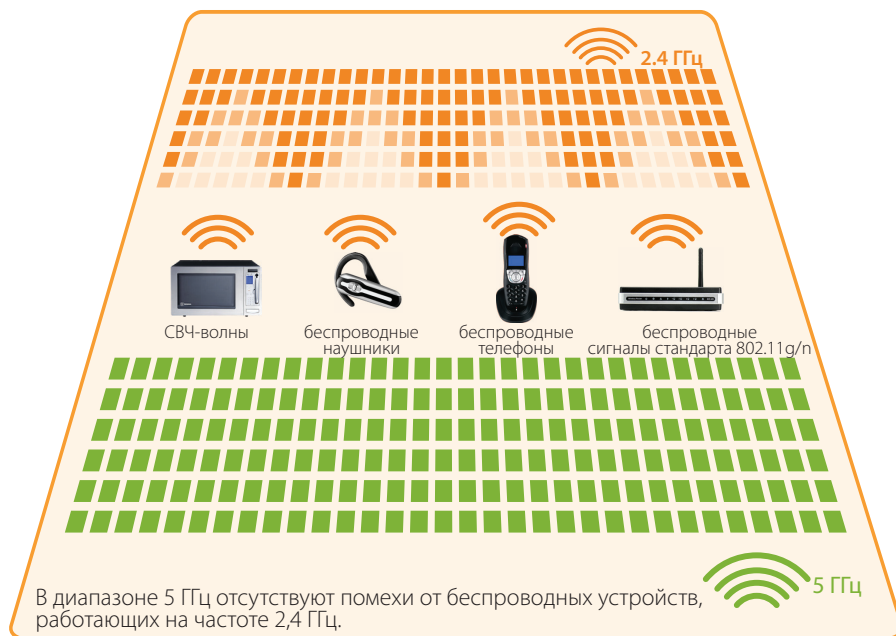 2.4 ГГц
СВЧ-волны
беспроводные
наушники
беспроводные
телефоны
беспроводные
сигналы стандарта 802.11g/n
5 ГГц
В диапазоне 5 ГГц отсутствуют помехи от беспроводных устройств,
работающих на частоте 2,4 ГГц.